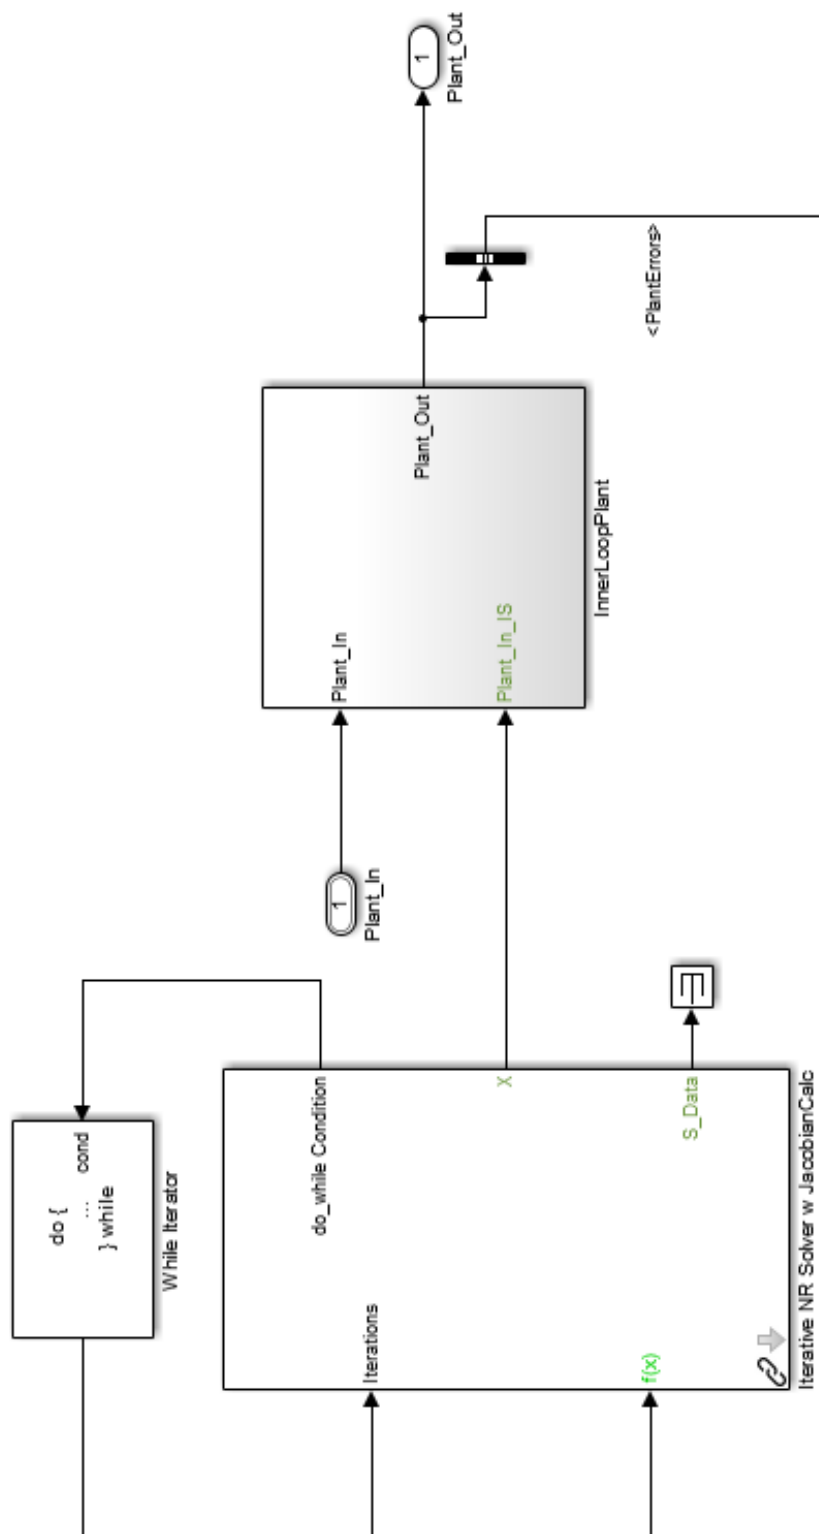 do {
...
} while
cond
While Iterator
Iterations
f(x)
do_while Condition
X
S_Data
Iterative NR Solver w JacobianCalc
1
Plant_In
Plant_In
Plant_In_IS
Plant_Out
InnerLoopPlant
<PlantErrors>
1
Plant_Out